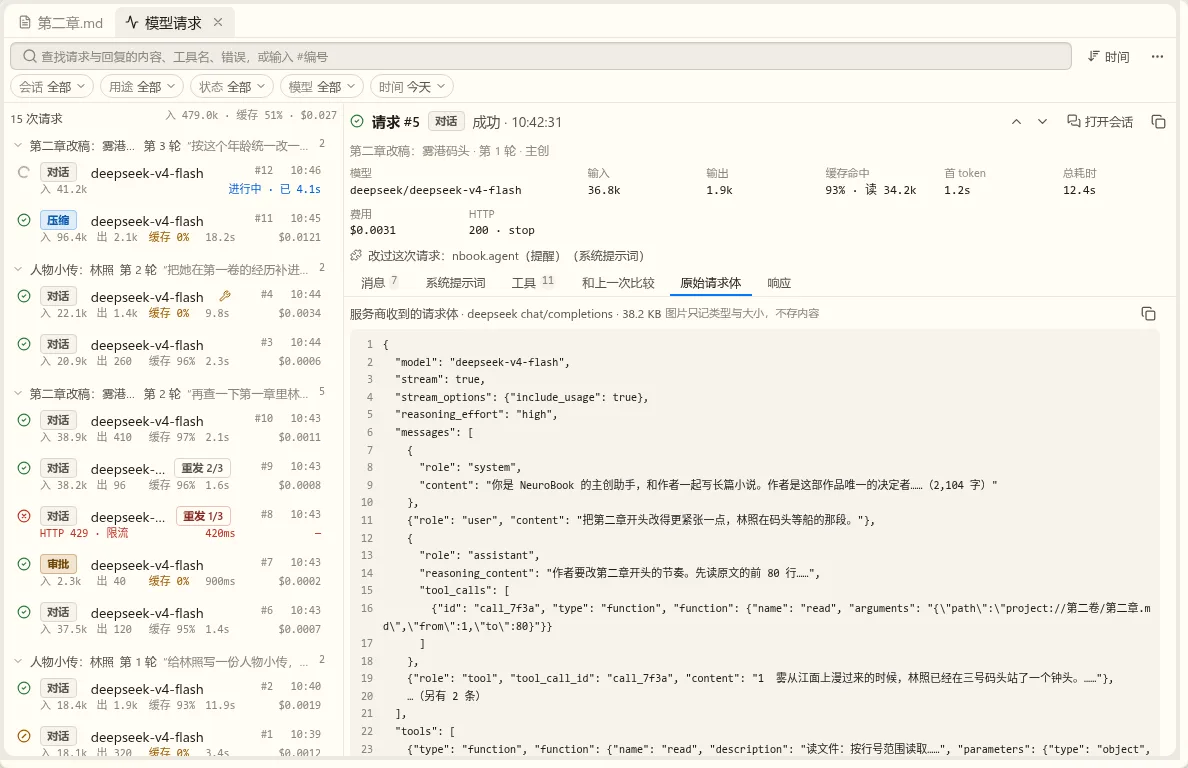 第二章.md 模型请求
查找请求与回复的内容、工具名、错误，或输入 #编号
时间
会话 全部 用途 全部 状态 全部 模型 全部 时间 今天
15 次请求 入 479.0k · 缓存 51% · $0.027
第二章改稿：雾港… 第 3 轮 “按这个年龄统一改一… 2
对话 deepseek-v4-flash #12 10:46
入 41.2k 进行中 · 已 4.1s
压缩 deepseek-v4-flash #11 10:45
入 96.4k 出 2.1k 缓存 0% 18.2s $0.0121
人物小传：林照 第 2 轮 “把她在第一卷的经历补进… 2
对话 deepseek-v4-flash #4 10:44
入 22.1k 出 1.4k 缓存 0% 9.8s $0.0034
对话 deepseek-v4-flash #3 10:44
入 20.9k 出 260 缓存 96% 2.3s $0.0006
第二章改稿：雾港… 第 2 轮 “再查一下第一章里林… 5
对话 deepseek-v4-flash #10 10:43
入 38.9k 出 410 缓存 97% 2.1s $0.0011
对话 deepseek-… 重发 2/3 #9 10:43
入 38.2k 出 96 缓存 96% 1.6s $0.0008
对话 deepseek-… 重发 1/3 #8 10:43
HTTP 429 · 限流 420ms —
审批 deepseek-v4-flash #7 10:43
入 2.3k 出 40 缓存 0% 900ms $0.0002
对话 deepseek-v4-flash #6 10:43
入 37.5k 出 120 缓存 95% 1.4s $0.0007
人物小传：林照 第 1 轮 “给林照写一份人物小传，… 2
对话 deepseek-v4-flash #2 10:40
入 18.4k 出 1.9k 缓存 93% 11.9s $0.0019
对话 deepseek-v4-flash #1 10:39
入 18.1k 出 320 缓存 0% 3.4s $0.0012
请求 #5 对话 成功 · 10:42:31 打开会话
第二章改稿：雾港码头 · 第 1 轮 · 主创
模型 输入 输出 缓存命中 首 token 总耗时
deepseek/deepseek-v4-flash 36.8k 1.9k 93% · 读 34.2k 1.2s 12.4s
费用 HTTP
$0.0031 200 · stop
改过这次请求：nbook.agent（提醒）（系统提示词）
消息 7 系统提示词 工具 11 和上一次比较 原始请求体 响应
服务商收到的请求体 · deepseek chat/completions · 38.2 KB 图片只记类型与大小，不存内容
1 {
2 "model": "deepseek-v4-flash",
3 "stream": true,
4 "stream_options": {"include_usage": true},
5 "reasoning_effort": "high",
6 "messages": [
7 {
8 "role": "system",
9 "content": "你是 NeuroBook 的主创助手，和作者一起写长篇小说。作者是这部作品唯一的决定者……（2,104 字）"
10 },
11 {"role": "user", "content": "把第二章开头改得更紧张一点，林照在码头等船的那段。"},
12 {
13 "role": "assistant",
14 "reasoning_content": "作者要改第二章开头的节奏。先读原文的前 80 行……",
15 "tool_calls": [
16 {"id": "call_7f3a", "type": "function", "function": {"name": "read", "arguments": "{\"path\":\"project://第二卷/第二章.m
d\",\"from\":1,\"to\":80}"}}
17 ]
18 },
19 {"role": "tool", "tool_call_id": "call_7f3a", "content": "1 雾从江面上漫过来的时候，林照已经在三号码头站了一个钟头。……"},
20 …（另有 2 条）
21 ],
22 "tools": [
23 {"type": "function", "function": {"name": "read", "description": "读文件：按行号范围读取……", "parameters": {"type": "object",